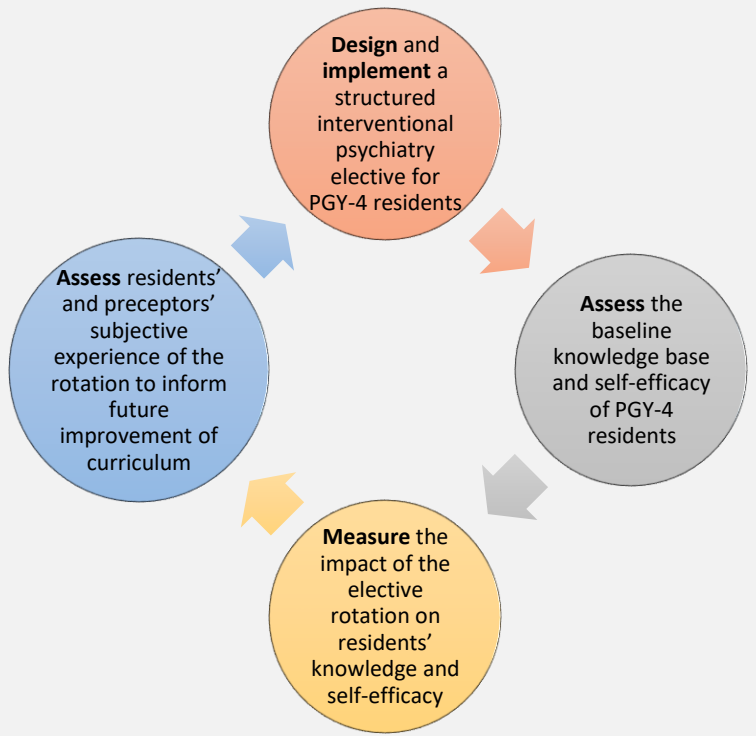 Design and
implement a
structured
interventional
psychiatry
elective for
PGY-4 residents
Assess the
baseline
knowledge base
and self-efficacy
of PGY-4
residents
Measure the
impact of the
elective
rotation on
residents'
knowledge and
self-efficacy
Assess residents'
and preceptors'
subjective
experience of the
rotation to inform
future
improvement of
curriculum